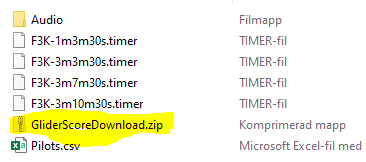 Audio Filmapp
F3K-1m3m30s.timer TIMER-fil
F3K-3m3m30s.timer TIMER-fil
F3K-3m7m30s.timer TIMER-fil
F3K-3m10m30s.timer TIMER-fil
GliderScoreDownload.zip Komprimerad mapp
Pilots.csv Microsoft Excel-fil med